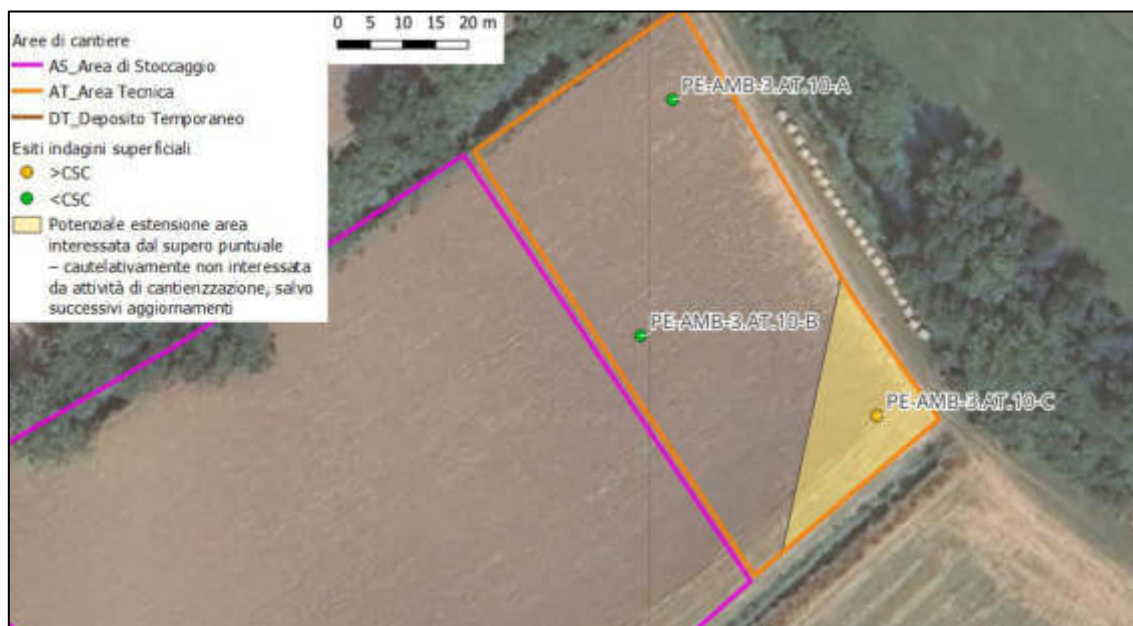 0 5 10 15 20 m
Aree di cantiere
AS_Area di Stoccaggio
AT_Area Tecnica
DT_Deposito Temporaneo
Esiti indagini superficiali
>CSC
<CSC
Potenziale estensione area
interessata dal supero puntuale
– cautelativamente non interessata
da attività di cantierizzazione, salvo
successivi aggiornamenti
PE-AMB-3.AT.10-A
PE-AMB-3.AT.10-B
PE-AMB-3.AT.10-C